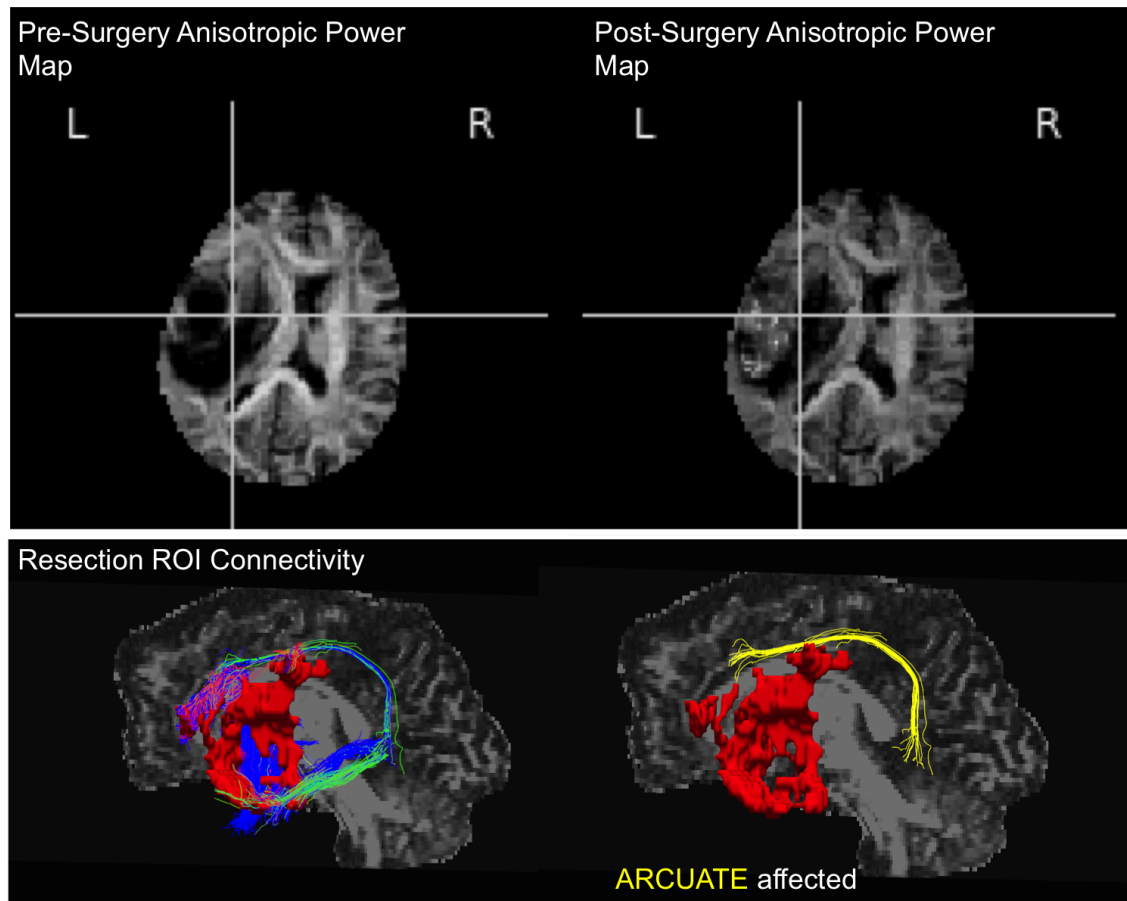 Pre-Surgery Anisotropic Power
Map
L
R
Post-Surgery Anisotropic Power
Map
L
R
Resection ROI Connectivity
ARCUATE affected